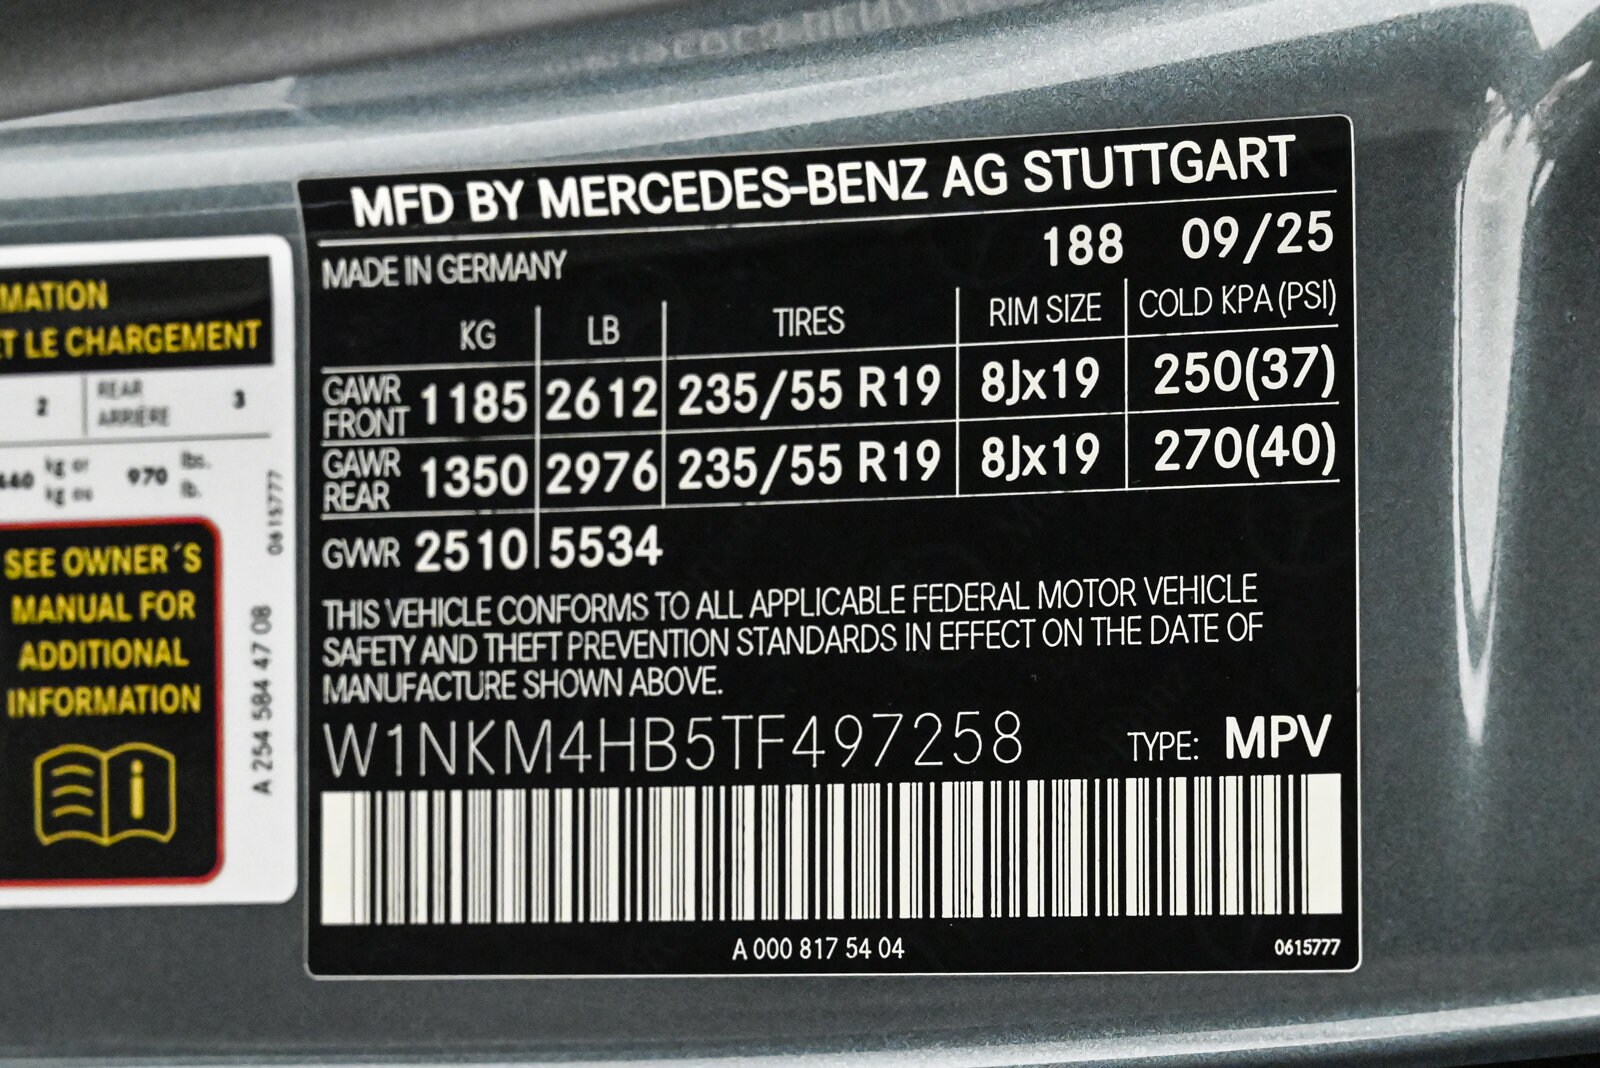 MFD BY MERCEDES-BENZ AG STUTTGART
MADE IN GERMANY 188 09/25
KG LB TIRES RIM SIZE COLD KPA (PSI)
GAWR FRONT 1185 2612 235/55 R19 8Jx19 250(37)
GAWR REAR 1350 2976 235/55 R19 8Jx19 270(40)
GVWR 2510 5534
THIS VEHICLE CONFORMS TO ALL APPLICABLE FEDERAL MOTOR VEHICLE
SAFETY AND THEFT PREVENTION STANDARDS IN EFFECT ON THE DATE OF
MANUFACTURE SHOWN ABOVE.
W1NKM4HB5TF497258 TYPE: MPV
A 000 817 54 04 0615777
MATION
ET LE CHARGEMENT
2 REAR ARRIÈRE 3
440 kg or kg ou 970 lbs. lb.
SEE OWNER´S
MANUAL FOR
ADDITIONAL
INFORMATION
i
A 254 584 47 08 0615777